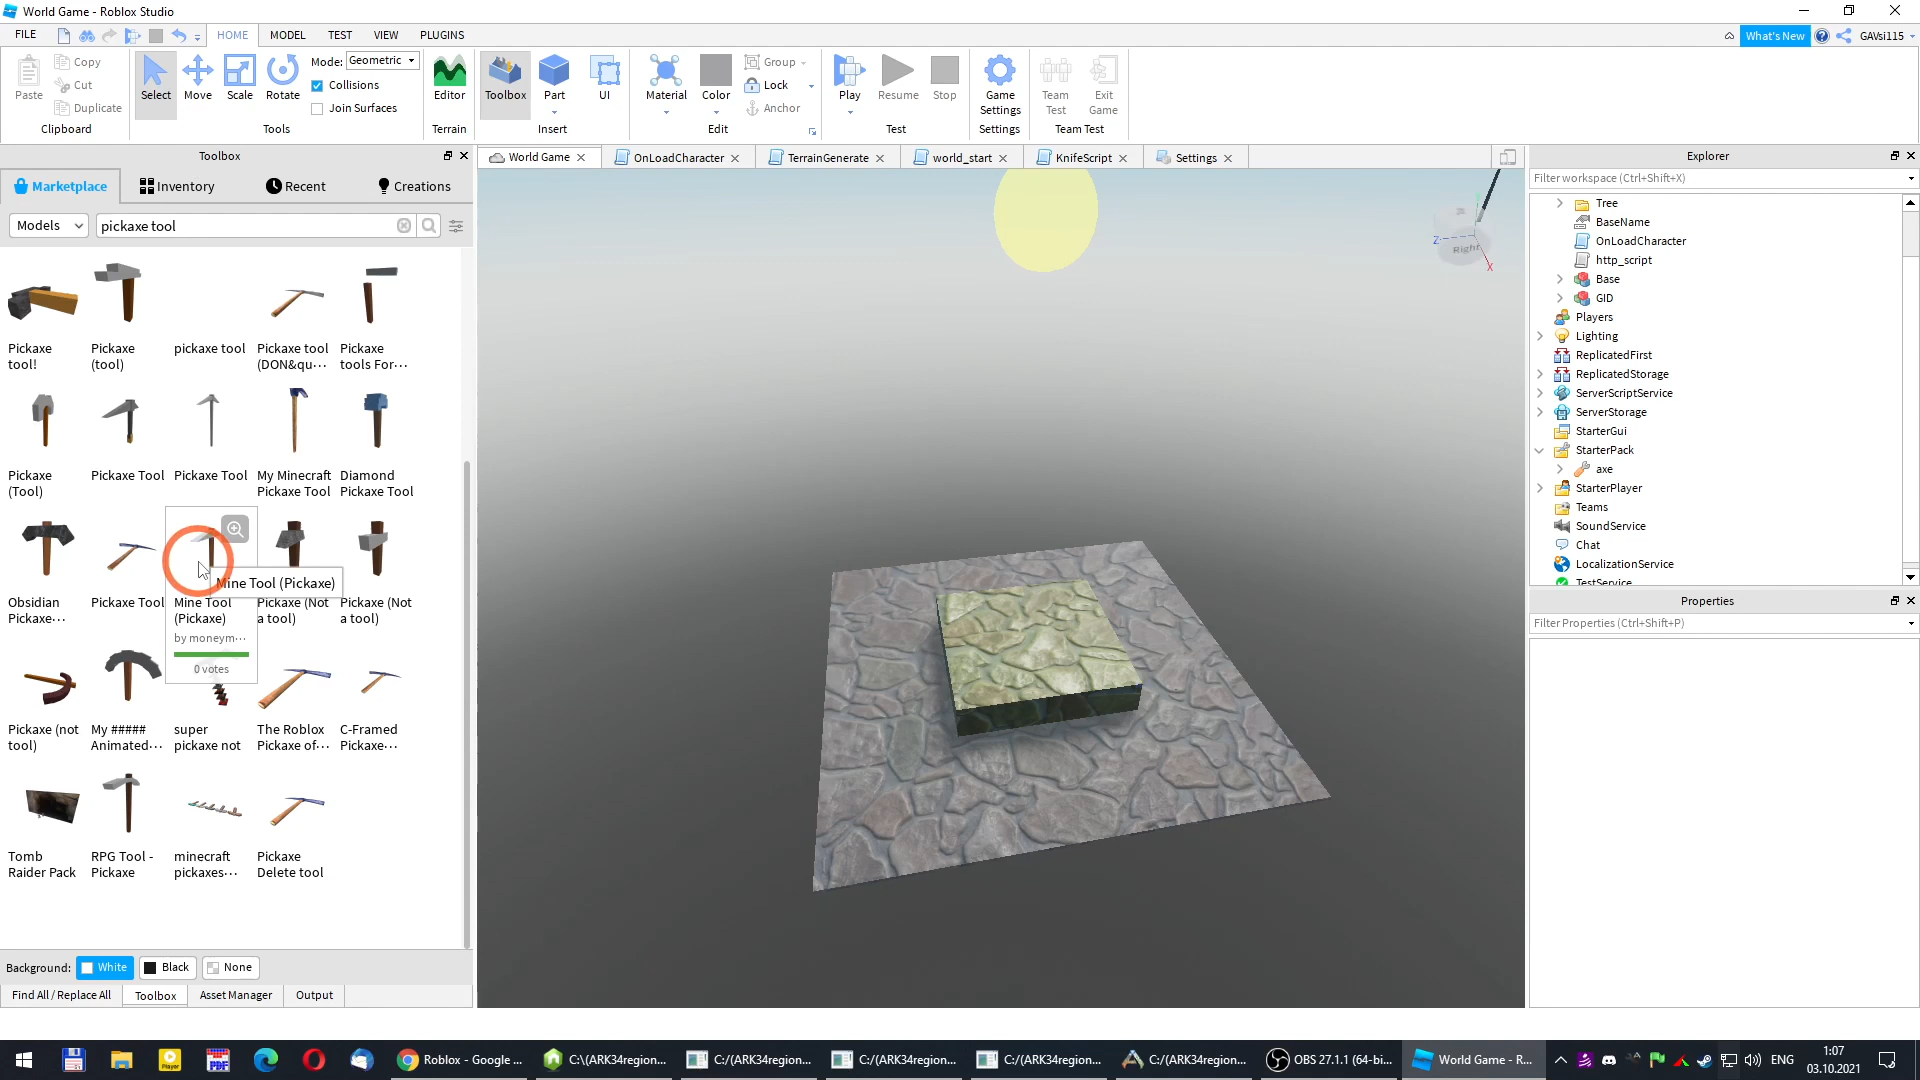 World Game - Roblox Studio
FILE
HOME
MODEL
TEST
VIEW
PLUGINS
What's New
GAVsi115
Paste
Copy
Cut
Duplicate
Clipboard
Select
Move
Scale
Rotate
Mode: Geometric
Collisions
Join Surfaces
Tools
Editor
Terrain
Toolbox
Part
UI
Insert
Material
Color
Group
Lock
Anchor
Edit
Play
Resume
Stop
Test
Game Settings
Settings
Team Test
Exit Game
Team Test
Toolbox
Marketplace
Inventory
Recent
Creations
Models
pickaxe tool
Pickaxe tool!
Pickaxe (tool)
pickaxe tool
Pickaxe tool (DON&qu···
Pickaxe tools For···
Pickaxe (Tool)
Pickaxe Tool
Pickaxe Tool
My Minecraft Pickaxe Tool
Diamond Pickaxe Tool
Mine Tool (Pickaxe)
Obsidian Pickaxe···
Pickaxe Tool
Mine Tool (Pickaxe)
by moneym···
0 votes
Pickaxe (Not a tool)
Pickaxe (Not a tool)
Pickaxe (not tool)
My ##### Animated···
super pickaxe not
The Roblox Pickaxe of···
C-Framed Pickaxe···
Tomb Raider Pack
RPG Tool - Pickaxe
minecraft pickaxes···
Pickaxe Delete tool
Background: White Black None
Find All / Replace All
Toolbox
Asset Manager
Output
World Game
OnLoadCharacter
TerrainGenerate
world_start
KnifeScript
Settings
Right
Z
X
Explorer
Filter workspace (Ctrl+Shift+X)
Tree
BaseName
OnLoadCharacter
http_script
Base
GID
Players
Lighting
ReplicatedFirst
ReplicatedStorage
ServerScriptService
ServerStorage
StarterGui
StarterPack
axe
StarterPlayer
Teams
SoundService
Chat
LocalizationService
TestService
Properties
Filter Properties (Ctrl+Shift+P)
Roblox - Google ...
C:\(ARK34region...
C:/(ARK34region...
C:/(ARK34region...
C:/(ARK34region...
C:/(ARK34region...
OBS 27.1.1 (64-bi...
World Game - R...
ENG
1:07
03.10.2021